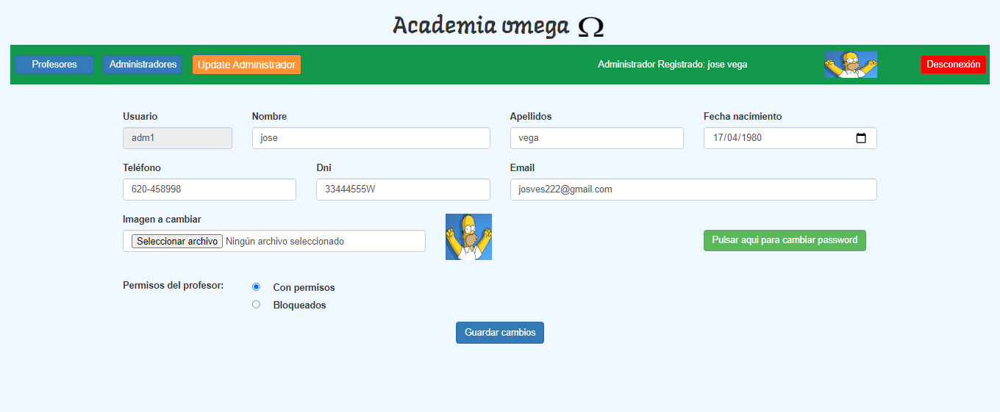 Academia omega Ω
Profesores Administradores Update Administrador Administrador Registrado: jose vega Desconexión
Usuario Nombre Apellidos Fecha nacimiento
adm1 jose vega 17/04/1980
Teléfono Dni Email
620-458998 33444555W josves222@gmail.com
Imagen a cambiar
Seleccionar archivo Ningún archivo seleccionado Pulsar aqui para cambiar password
Permisos del profesor: Con permisos
Bloqueados
Guardar cambios